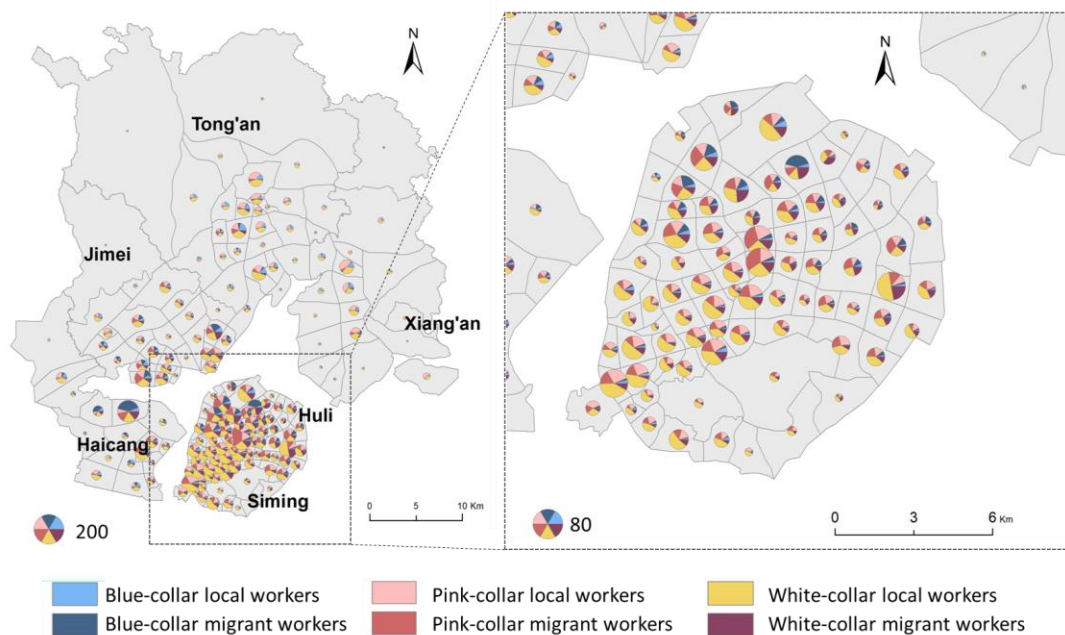 N
Tong'an
Jimei
Xiang'an
Huli
Haicang
Siming
0 5 10 Km
200
N
80
0 3 6 Km
Blue-collar local workers
Pink-collar local workers
White-collar local workers
Blue-collar migrant workers
Pink-collar migrant workers
White-collar migrant workers